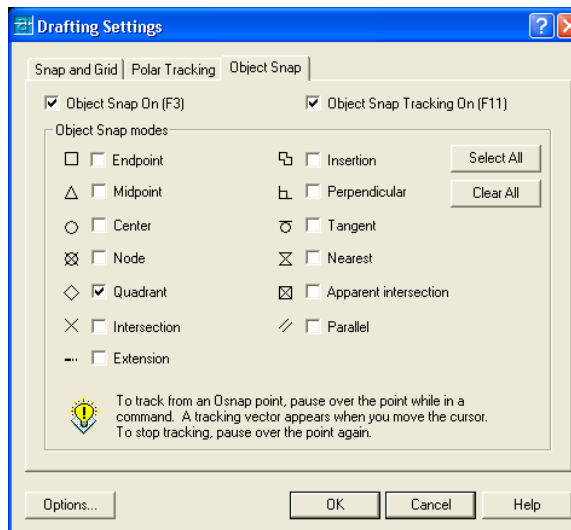 Drafting Settings
Snap and Grid Polar Tracking Object Snap
Object Snap On (F3) Object Snap Tracking On (F11)
Object Snap modes
Endpoint Insertion Select All
Midpoint Perpendicular Clear All
Center Tangent
Node Nearest
Quadrant Apparent intersection
Intersection Parallel
Extension
To track from an Osnap point, pause over the point while in a
command. A tracking vector appears when you move the cursor.
To stop tracking, pause over the point again.
Options... OK Cancel Help